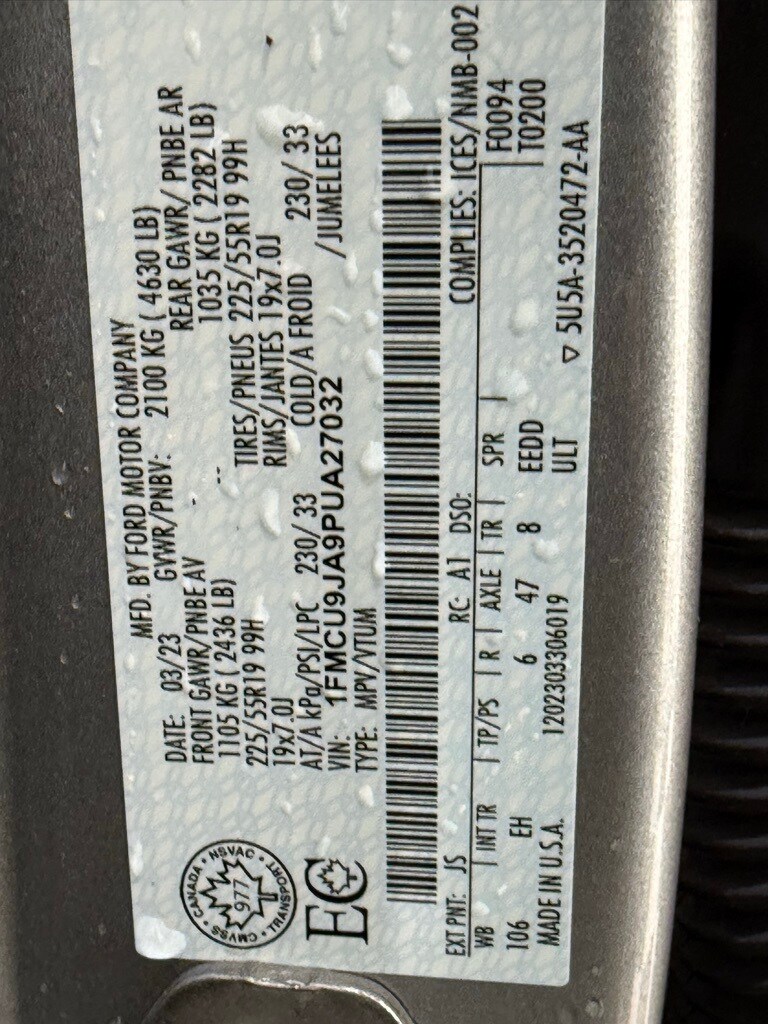 MFD. BY FORD MOTOR COMPANY
DATE: 03/23 GVWR/PNBV: 2100 KG ( 4630 LB)
FRONT GAWR/PNBE AV REAR GAWR/ PNBE AR
1105 KG ( 2436 LB) -- 1035 KG ( 2282 LB)
225/55R19 99H TIRES/PNEUS 225/55R19 99H
19x7.0J RIMS/JANTES 19x7.0J
AT/A kPa/PSI/LPC 230/ 33 COLD/A FROID 230/ 33
VIN: 1FMCU9JA9PUA27032 /JUMELEES
TYPE: MPV/VTUM
CMVSS • CANADA • NSVAC • TRANSPORT •
977
EC
EXT PNT: JS RC: A1 DSO: COMPLIES: ICES/NMB-002
WB | INT TR | TP/PS | R | AXLE | TR | SPR | F0094
106 EH 6 47 8 EEDD T0200
MADE IN U.S.A. 1202303306019 ULT
▽ 5U5A-3520472-AA